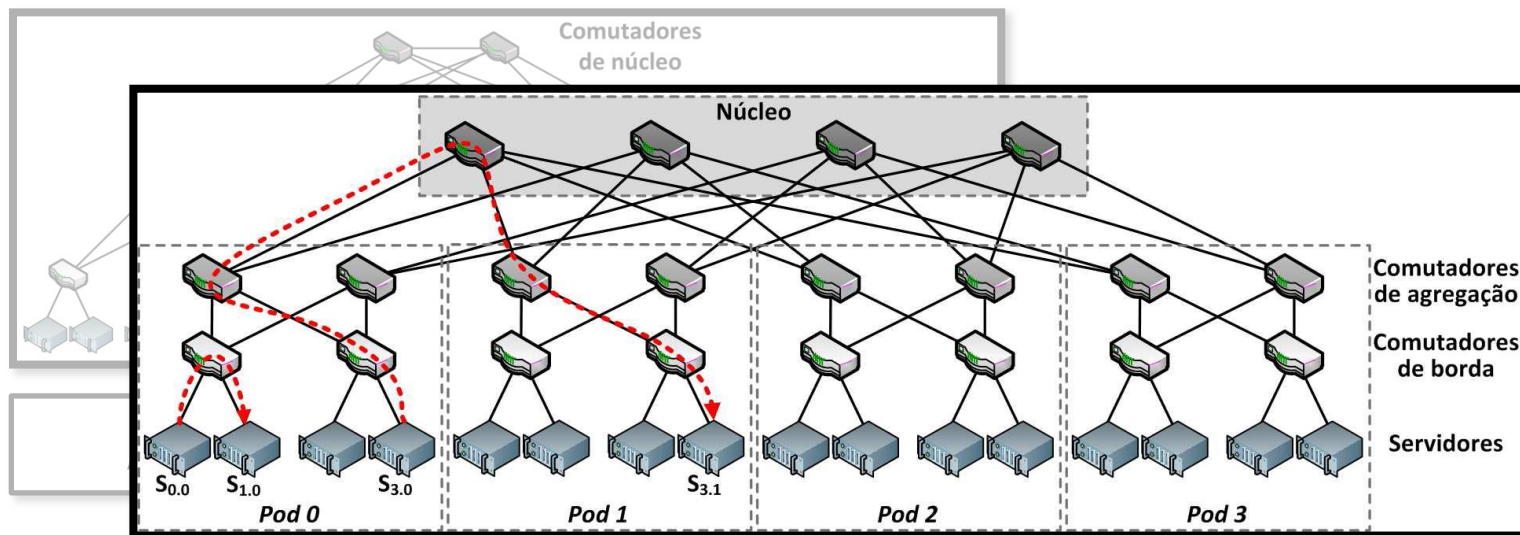 Comutadores
de núcleo
Núcleo
Comutadores
de agregação
Comutadores
de borda
Servidores
S0.0
S1.0
S3.0
S3.1
Pod 0
Pod 1
Pod 2
Pod 3